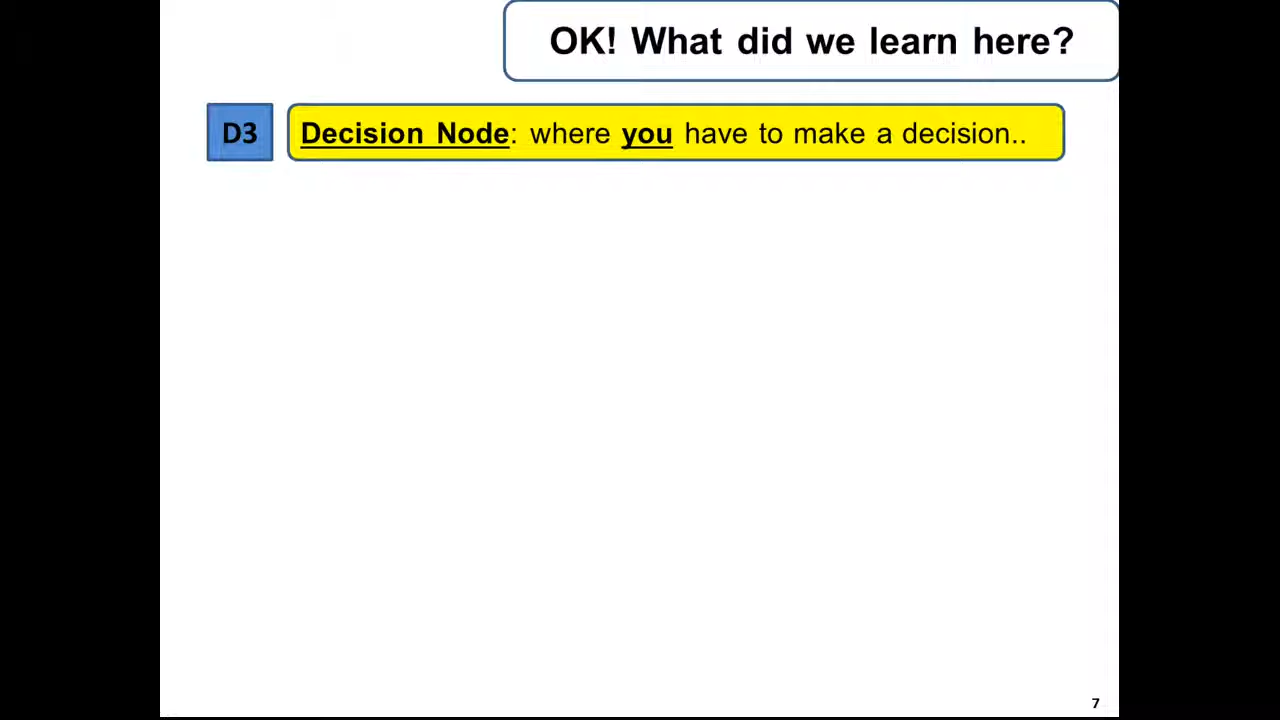 OK! What did we learn here?
D3
Decision Node: where you have to make a decision..
7